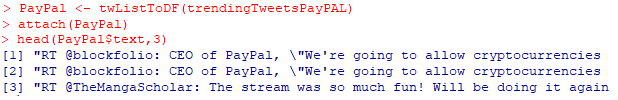 > PayPal <- twListToDF(trendingTweetsPayPAL)
> attach(PayPal)
> head(PayPal$text,3)
[1] "RT @blockfolio: CEO of PayPal, \"We're going to allow cryptocurrencies
[2] "RT @blockfolio: CEO of PayPal, \"We're going to allow cryptocurrencies
[3] "RT @TheMangaScholar: The stream was so much fun! Will be doing it again